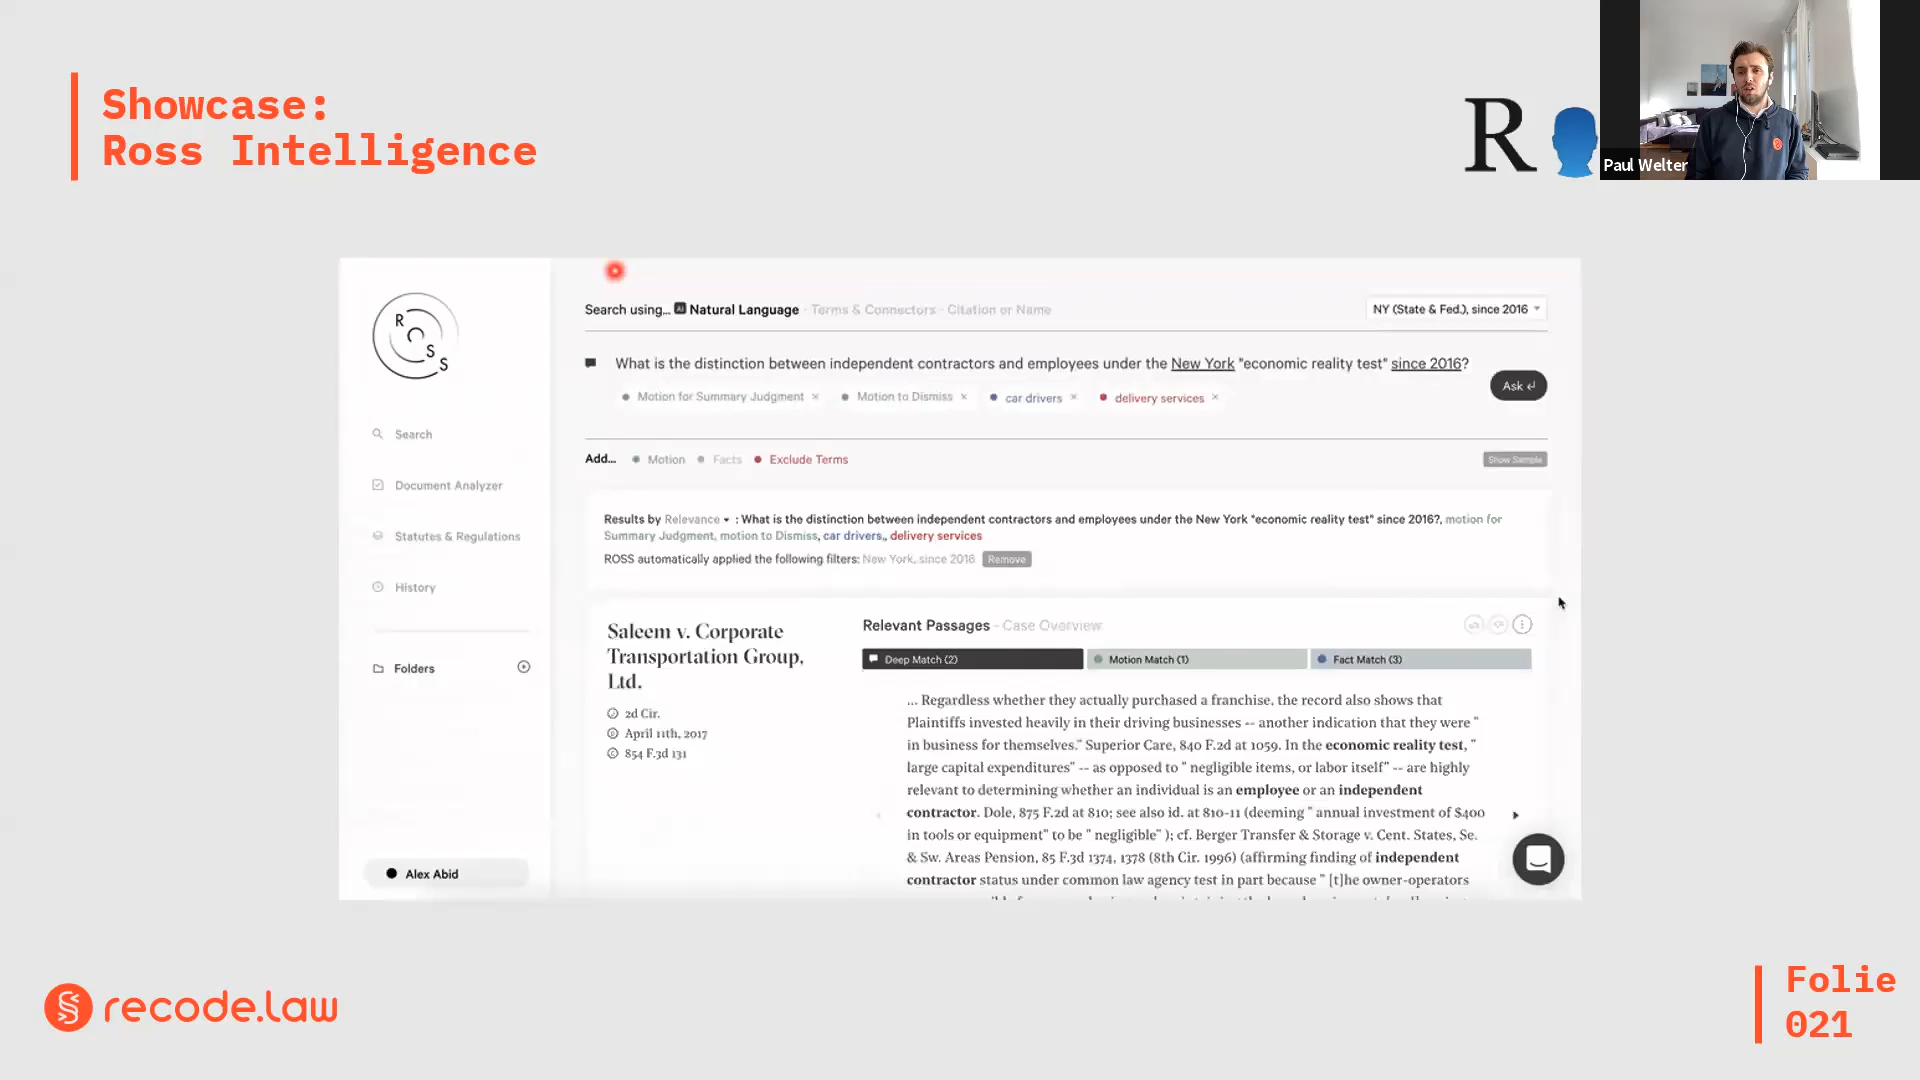 Showcase:
Ross Intelligence
R
Paul Welter
R
O
S
S
Search using... AI Natural Language - Terms & Connectors - Citation or Name
NY (State & Fed.), since 2016
What is the distinction between independent contractors and employees under the New York "economic reality test" since 2016?
Motion for Summary Judgment × Motion to Dismiss × car drivers × delivery services ×
Ask
Add... Motion Facts Exclude Terms
Show Sample
Search
Document Analyzer
Statutes & Regulations
History
Folders
Alex Abid
Results by Relevance : What is the distinction between independent contractors and employees under the New York "economic reality test" since 2016?, motion for
Summary Judgment, motion to Dismiss, car drivers,, delivery services
ROSS automatically applied the following filters: New York, since 2016 Remove
Saleem v. Corporate
Transportation Group,
Ltd.
2d Cir.
April 11th, 2017
854 F.3d 131
Relevant Passages - Case Overview
Deep Match (2) Motion Match (1) Fact Match (3)
... Regardless whether they actually purchased a franchise, the record also shows that
Plaintiffs invested heavily in their driving businesses -- another indication that they were "
in business for themselves." Superior Care, 840 F.2d at 1059. In the economic reality test, "
large capital expenditures" -- as opposed to " negligible items, or labor itself" -- are highly
relevant to determining whether an individual is an employee or an independent
contractor. Dole, 875 F.2d at 810; see also id. at 810-11 (deeming " annual investment of $400
in tools or equipment" to be " negligible" ); cf. Berger Transfer & Storage v. Cent. States, Se.
& Sw. Areas Pension, 85 F.3d 1374, 1378 (8th Cir. 1996) (affirming finding of independent
contractor status under common law agency test in part because " [t]he owner-operators
recode.law
Folie
021